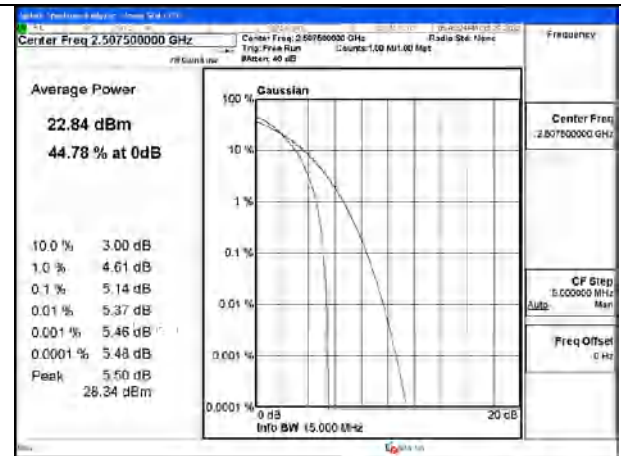 Center Freq 2.507500000 GHz
Center Freq: 2.507500000 GHz
Radio Std: None
Trig: Free Run
Counts: 1.00 M/1.00 Mpt
#Atten: 40 dB
Frequency
Average Power
22.84 dBm
44.78 % at 0dB
10.0 % 3.00 dB
1.0 % 4.61 dB
0.1 % 5.14 dB
0.01 % 5.37 dB
0.001 % 5.46 dB
0.0001 % 5.48 dB
Peak 5.50 dB
28.34 dBm
Gaussian
100 %
10 %
1 %
0.1 %
0.01 %
0.001 %
0.0001 %
0 dB
20 dB
Info BW 15.000 MHz
Center Freq
2.507500000 GHz
CF Step
5.000000 MHz
Auto Man
Freq Offset
0 Hz